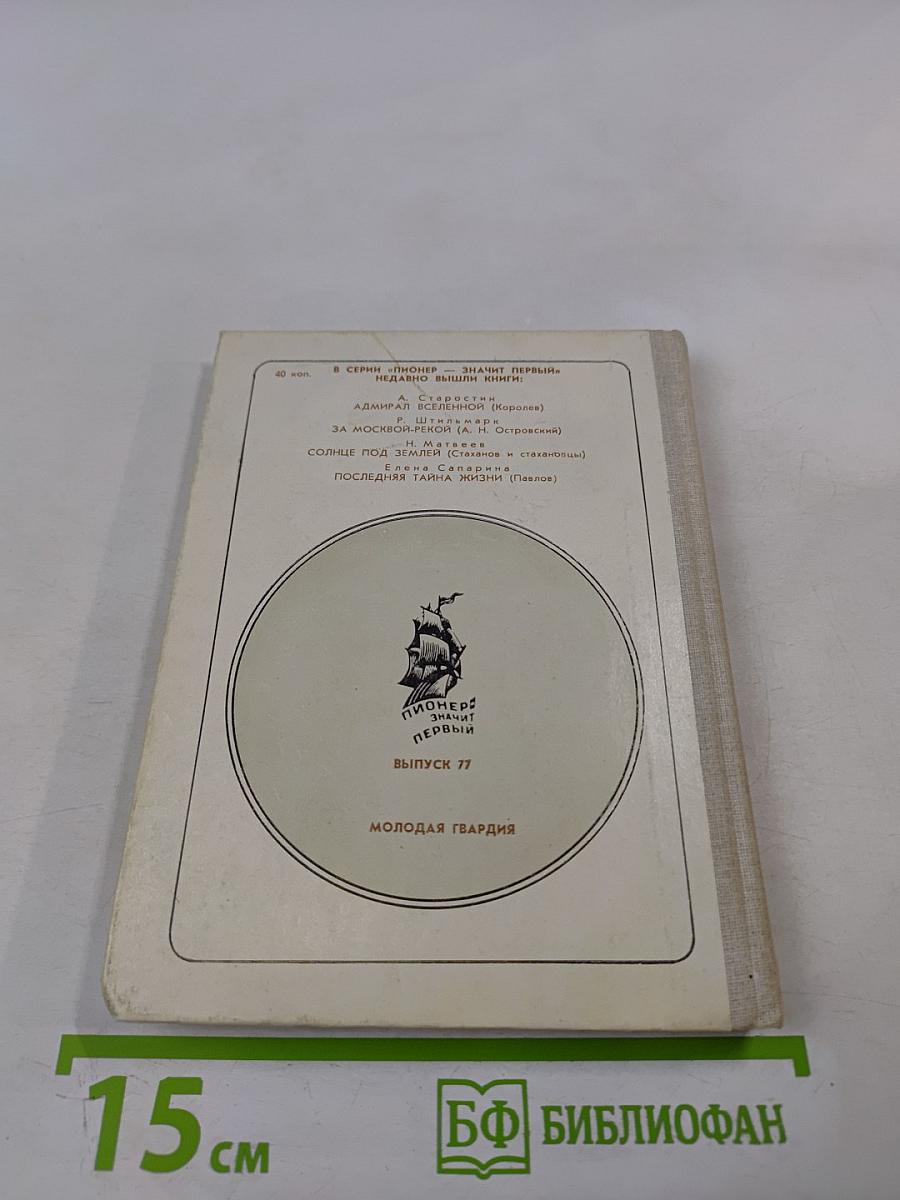 40 коп.
В СЕРИИ «ПИОНЕР — ЗНАЧИТ ПЕРВЫЙ»
НЕДАВНО ВЫШЛИ КНИГИ:
А. Старостин
АДМИРАЛ ВСЕЛЕННОЙ (Королев)
Р. Штильмарк
ЗА МОСКВОЙ-РЕКОЙ (А. Н. Островский)
Н. Матвеев
СОЛНЦЕ ПОД ЗЕМЛЕЙ (Стаханов и стахановцы)
Елена Сапарина
ПОСЛЕДНЯЯ ТАЙНА ЖИЗНИ (Павлов)
ПИОНЕР=
ЗНАЧИТ
ПЕРВЫЙ
ВЫПУСК 77
МОЛОДАЯ ГВАРДИЯ
15 см
БФ БИБЛИОФАН